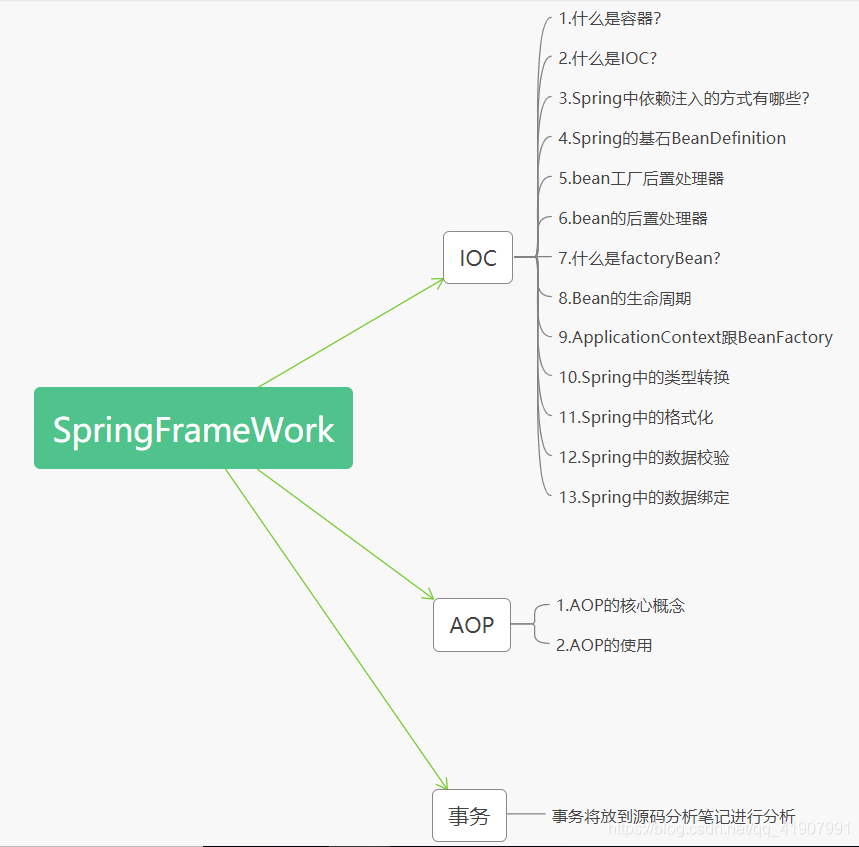 1.什么是容器?
2.什么是IOC?
3.Spring中依赖注入的方式有哪些?
4.Spring的基石BeanDefinition
5.bean工厂后置处理器
6.bean的后置处理器
IOC
7.什么是factoryBean?
8.Bean的生命周期
9.ApplicationContext跟BeanFactory
10.Spring中的类型转换
11.Spring中的格式化
SpringFrameWork
12.Spring中的数据校验
13.Spring中的数据绑定
AOP
1.AOP的核心概念
2.AOP的使用
事务
事务将放到源码分析笔记进行分析
https://blog.csdn.net/qq_41907991